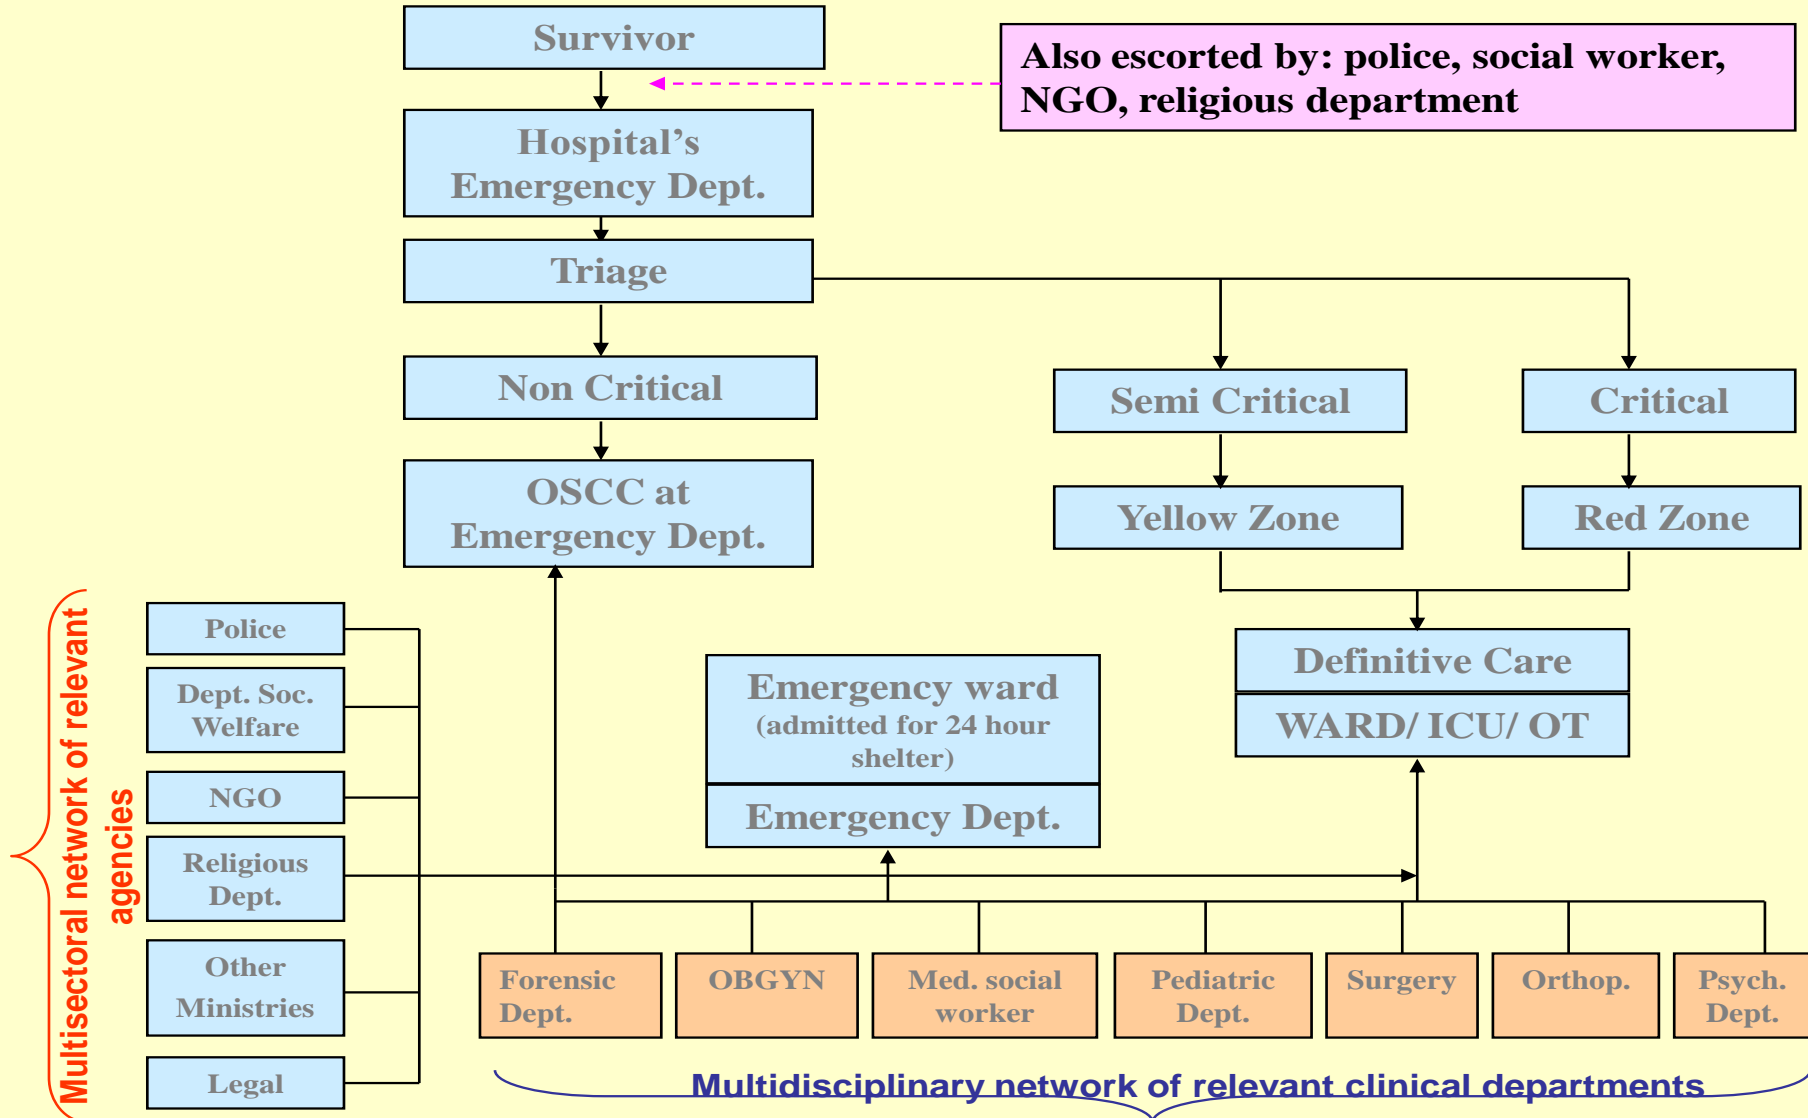 Survivor
Also escorted by: police, social worker,
NGO, religious department
Hospital’s
Emergency Dept.
Triage
Non Critical
Semi Critical
Critical
OSCC at
Emergency Dept.
Yellow Zone
Red Zone
Multisectoral network of relevant
agencies
Police
Dept. Soc.
Welfare
NGO
Religious
Dept.
Other
Ministries
Legal
Emergency ward
(admitted for 24 hour
shelter)
Emergency Dept.
Definitive Care
WARD/ ICU/ OT
Forensic
Dept.
OBGYN
Med. social
worker
Pediatric
Dept.
Surgery
Orthop.
Psych.
Dept.
Multidisciplinary network of relevant clinical departments